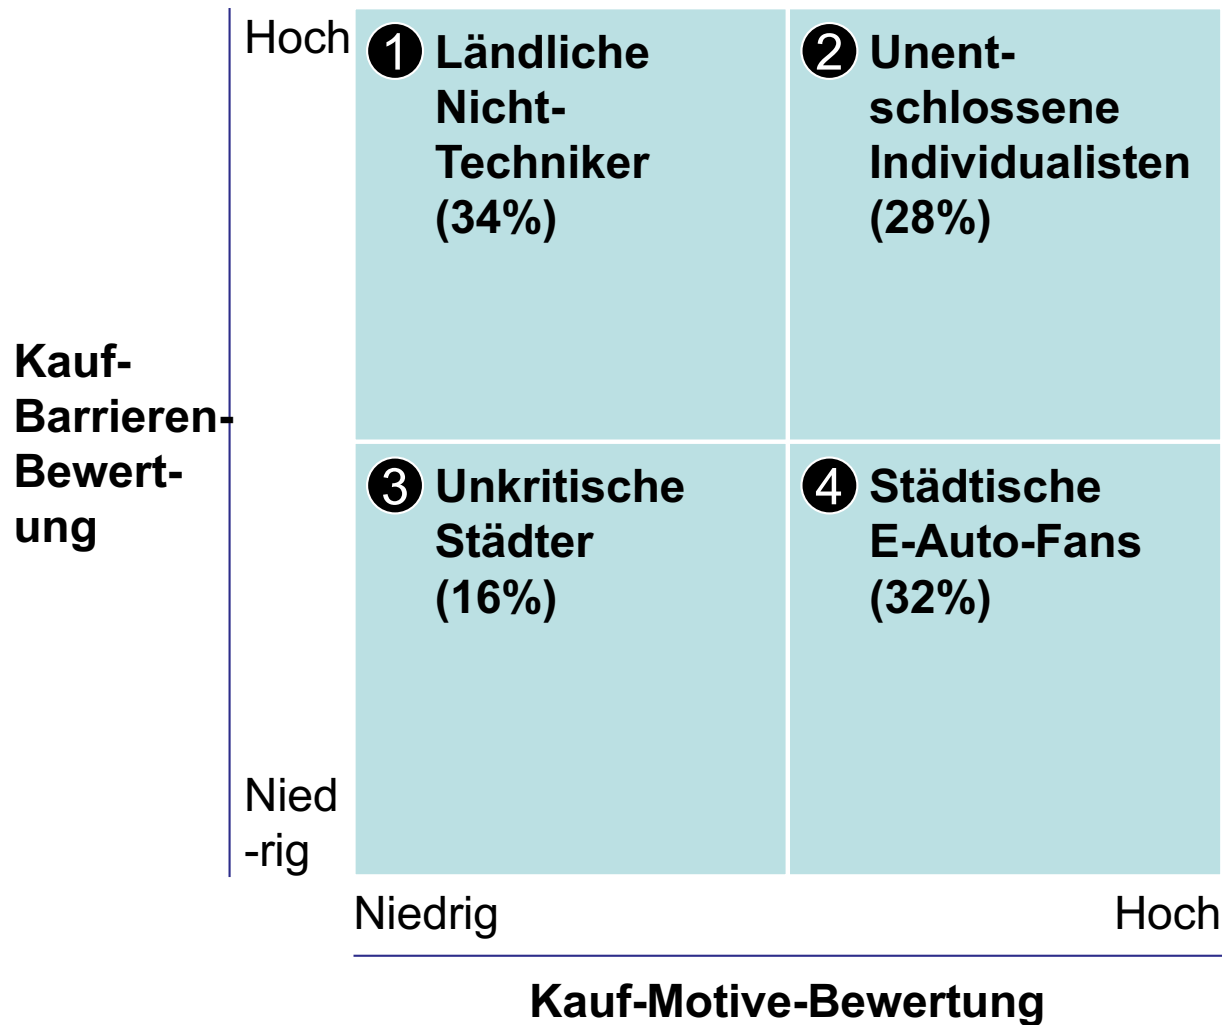 Hoch
1 Ländliche
Nicht-
Techniker
(34%)
2 Unent-
schlossene
Individualisten
(28%)
Kauf-
Barrieren-
Bewert-
ung
3 Unkritische
Städter
(16%)
4 Städtische
E-Auto-Fans
(32%)
Nied
-rig
Niedrig Hoch
Kauf-Motive-Bewertung